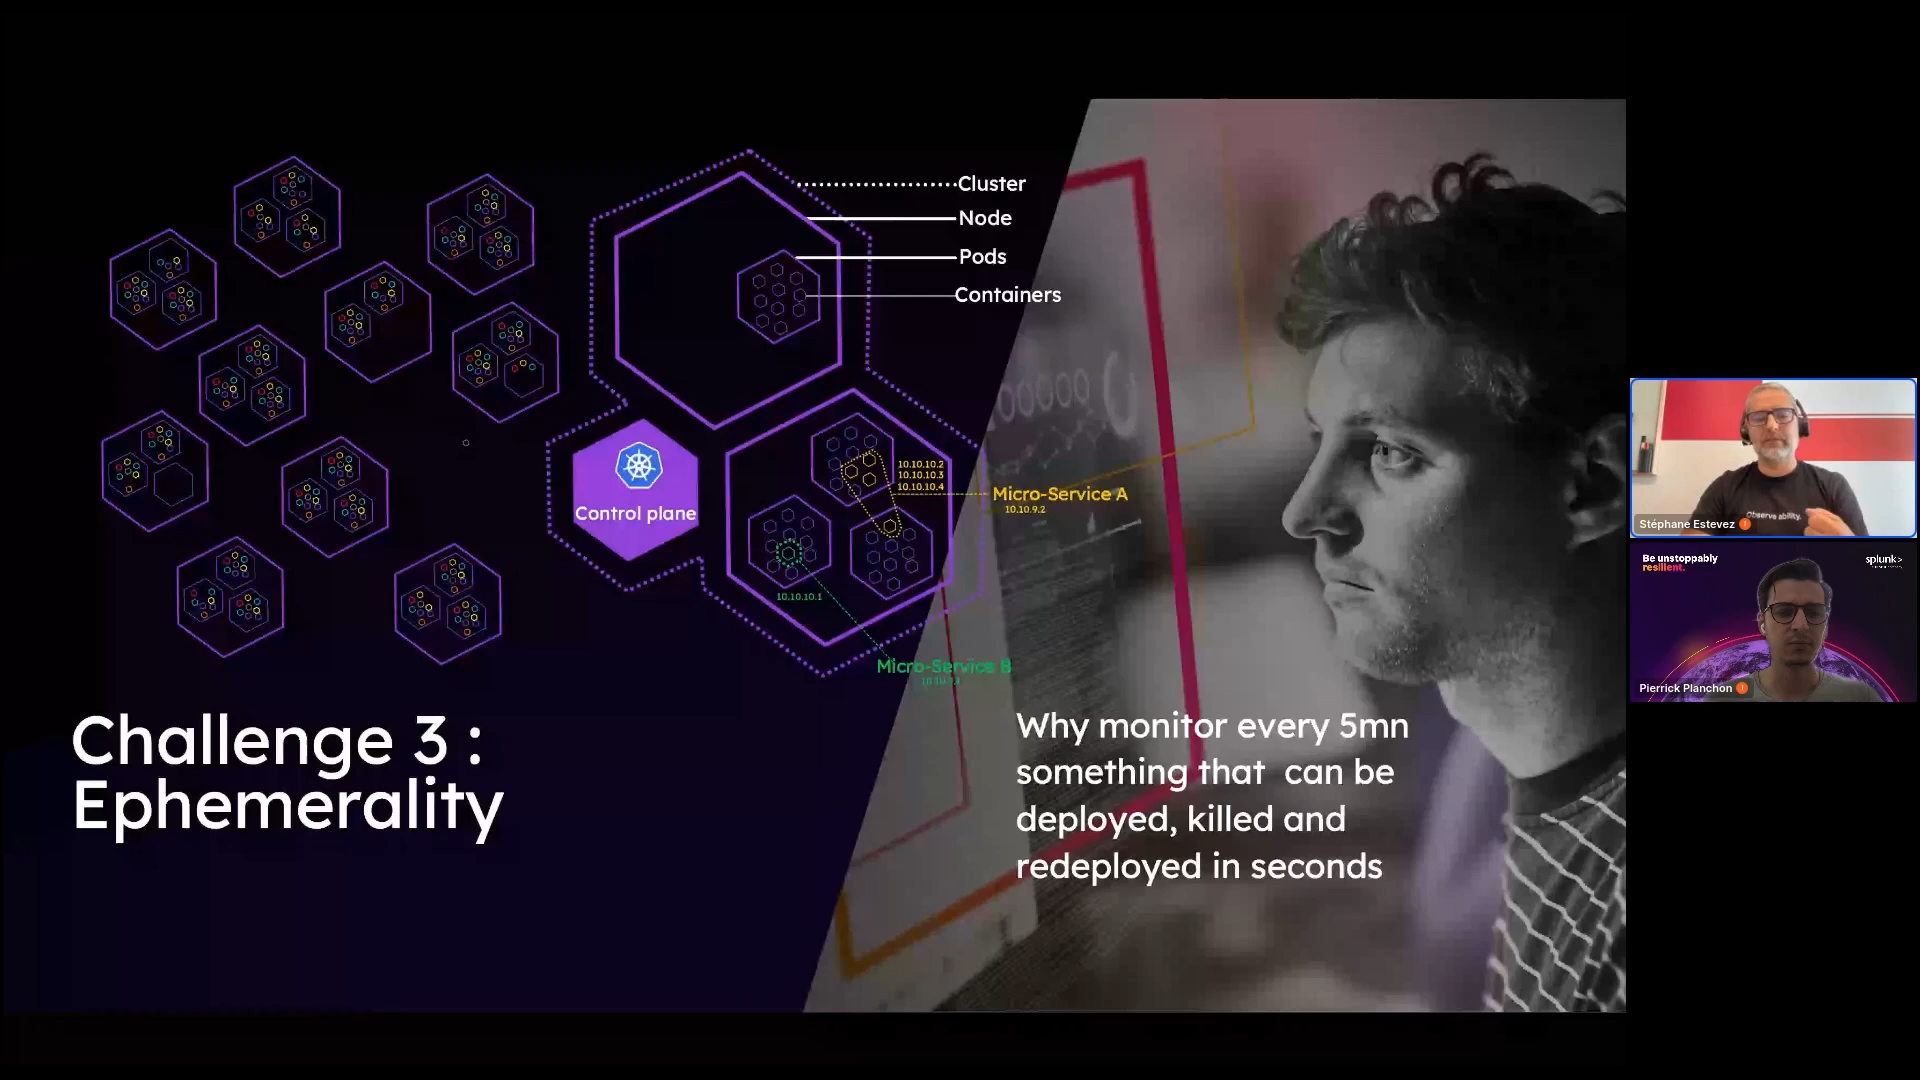 Cluster
Node
Pods
Containers
Control plane
10.10.10.2
10.10.10.3
10.10.10.4
Micro-Service A
10.10.9.2
10.10.10.1
Micro-Service B
Challenge 3 :
Ephemerality
Why monitor every 5mn
something that can be
deployed, killed and
redeployed in seconds
Observe ability.
Stéphane Estevez
Be unstoppably
resilient.
splunk>
Pierrick Planchon